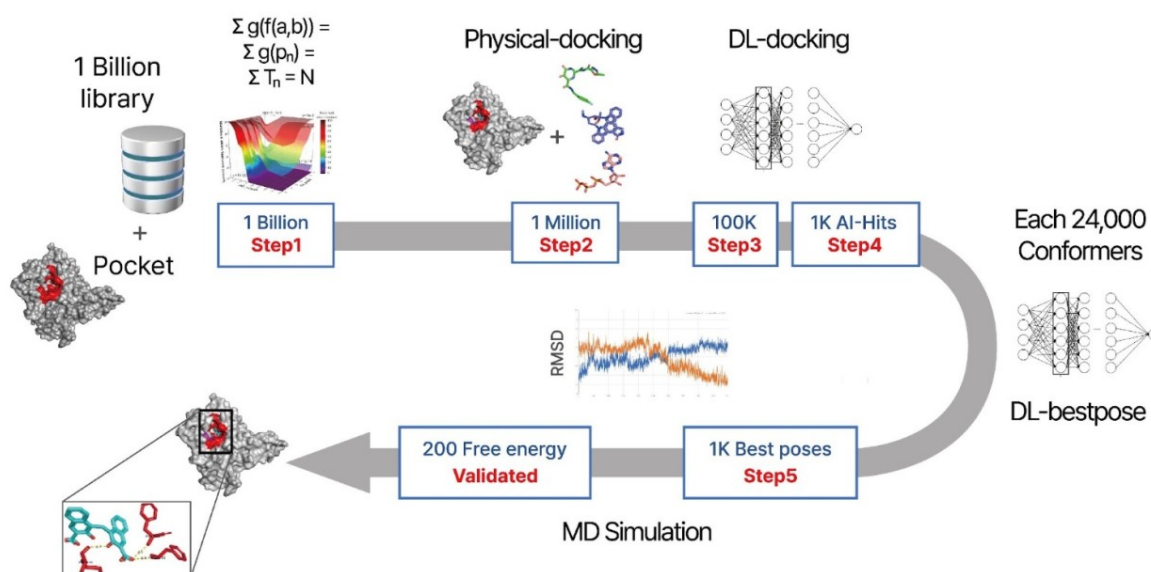 1 Billion
library
+
Pocket
Σ g(f(a,b)) =
Σ g(pₙ) =
Σ Tₙ = N
Physical-docking
+
DL-docking
1 Billion
Step1
1 Million
Step2
100K
Step3
1K AI-Hits
Step4
Each 24,000
Conformers
DL-bestpose
RMSD
1K Best poses
Step5
200 Free energy
Validated
MD Simulation